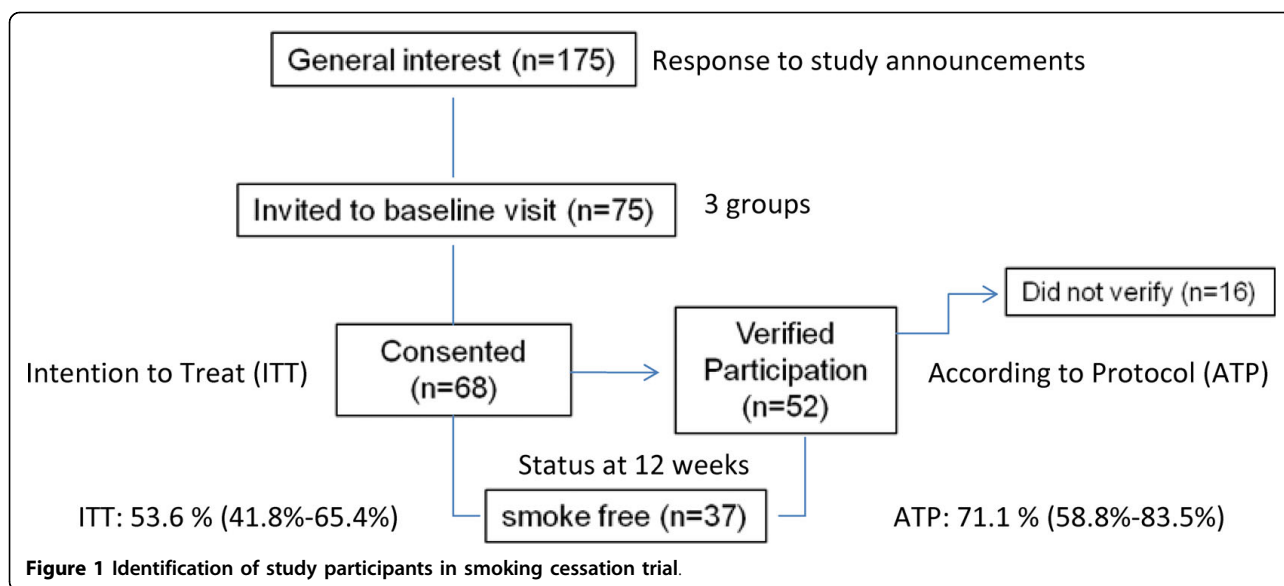 General interest (n=175) Response to study announcements
Invited to baseline visit (n=75) 3 groups
Did not verify (n=16)
Intention to Treat (ITT)
Consented
(n=68)
Verified
Participation
(n=52)
According to Protocol (ATP)
Status at 12 weeks
ITT: 53.6 % (41.8%-65.4%) smoke free (n=37) ATP: 71.1 % (58.8%-83.5%)
Figure 1 Identification of study participants in smoking cessation trial.